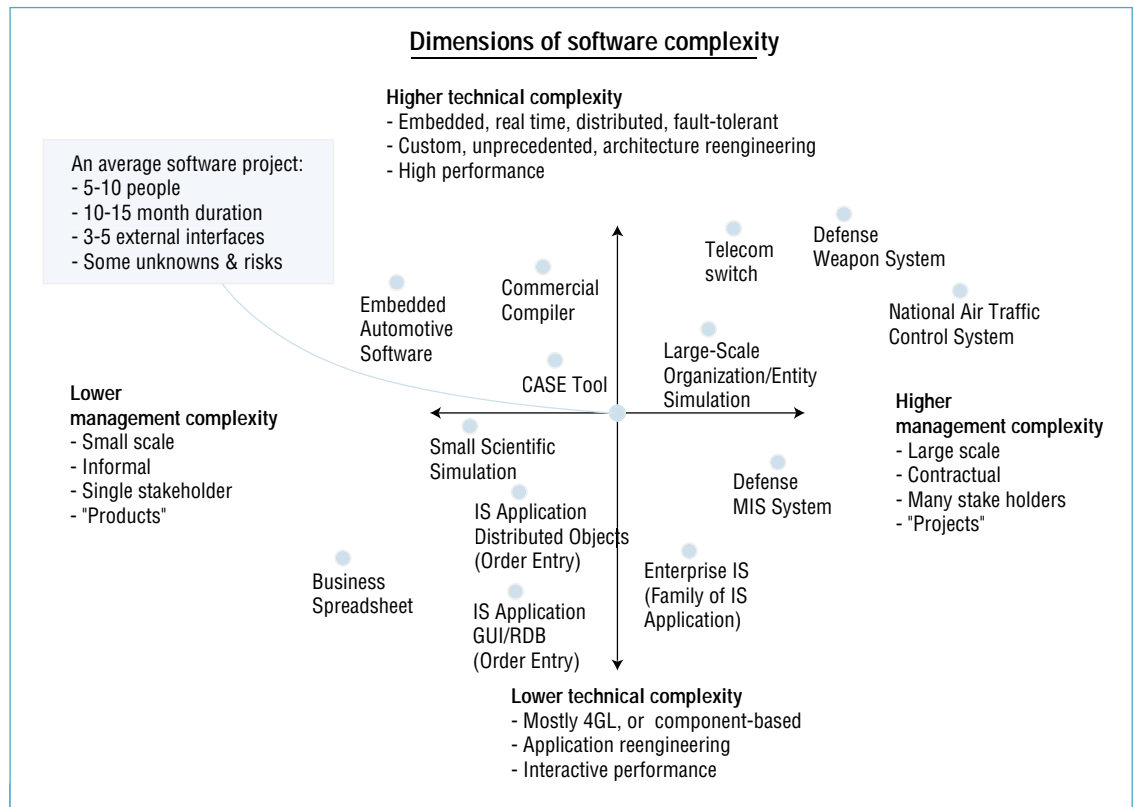 Dimensions of software complexity
Higher technical complexity
- Embedded, real time, distributed, fault-tolerant
- Custom, unprecedented, architecture reengineering
- High performance
An average software project:
- 5-10 people
- 10-15 month duration
- 3-5 external interfaces
- Some unknowns & risks
Embedded
Automotive
Software
Commercial
Compiler
Telecom
switch
Defense
Weapon System
National Air Traffic
Control System
CASE Tool
Large-Scale
Organization/Entity
Simulation
Lower
management complexity
- Small scale
- Informal
- Single stakeholder
- "Products"
Higher
management complexity
- Large scale
- Contractual
- Many stake holders
- "Projects"
Small Scientific
Simulation
Defense
MIS System
IS Application
Distributed Objects
(Order Entry)
Business
Spreadsheet
IS Application
GUI/RDB
(Order Entry)
Enterprise IS
(Family of IS
Application)
Lower technical complexity
- Mostly 4GL, or component-based
- Application reengineering
- Interactive performance